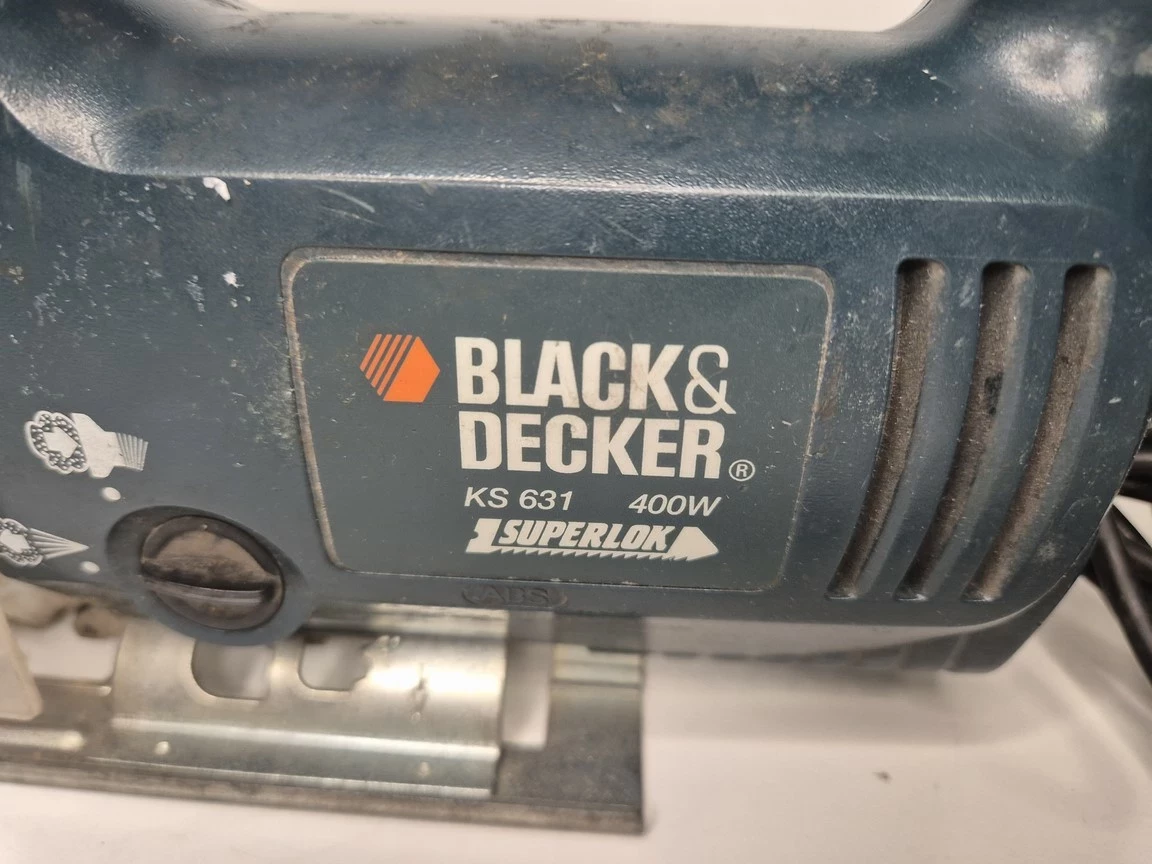 BLACK&
DECKER®
KS 631 400W
SUPERLOK
ABS